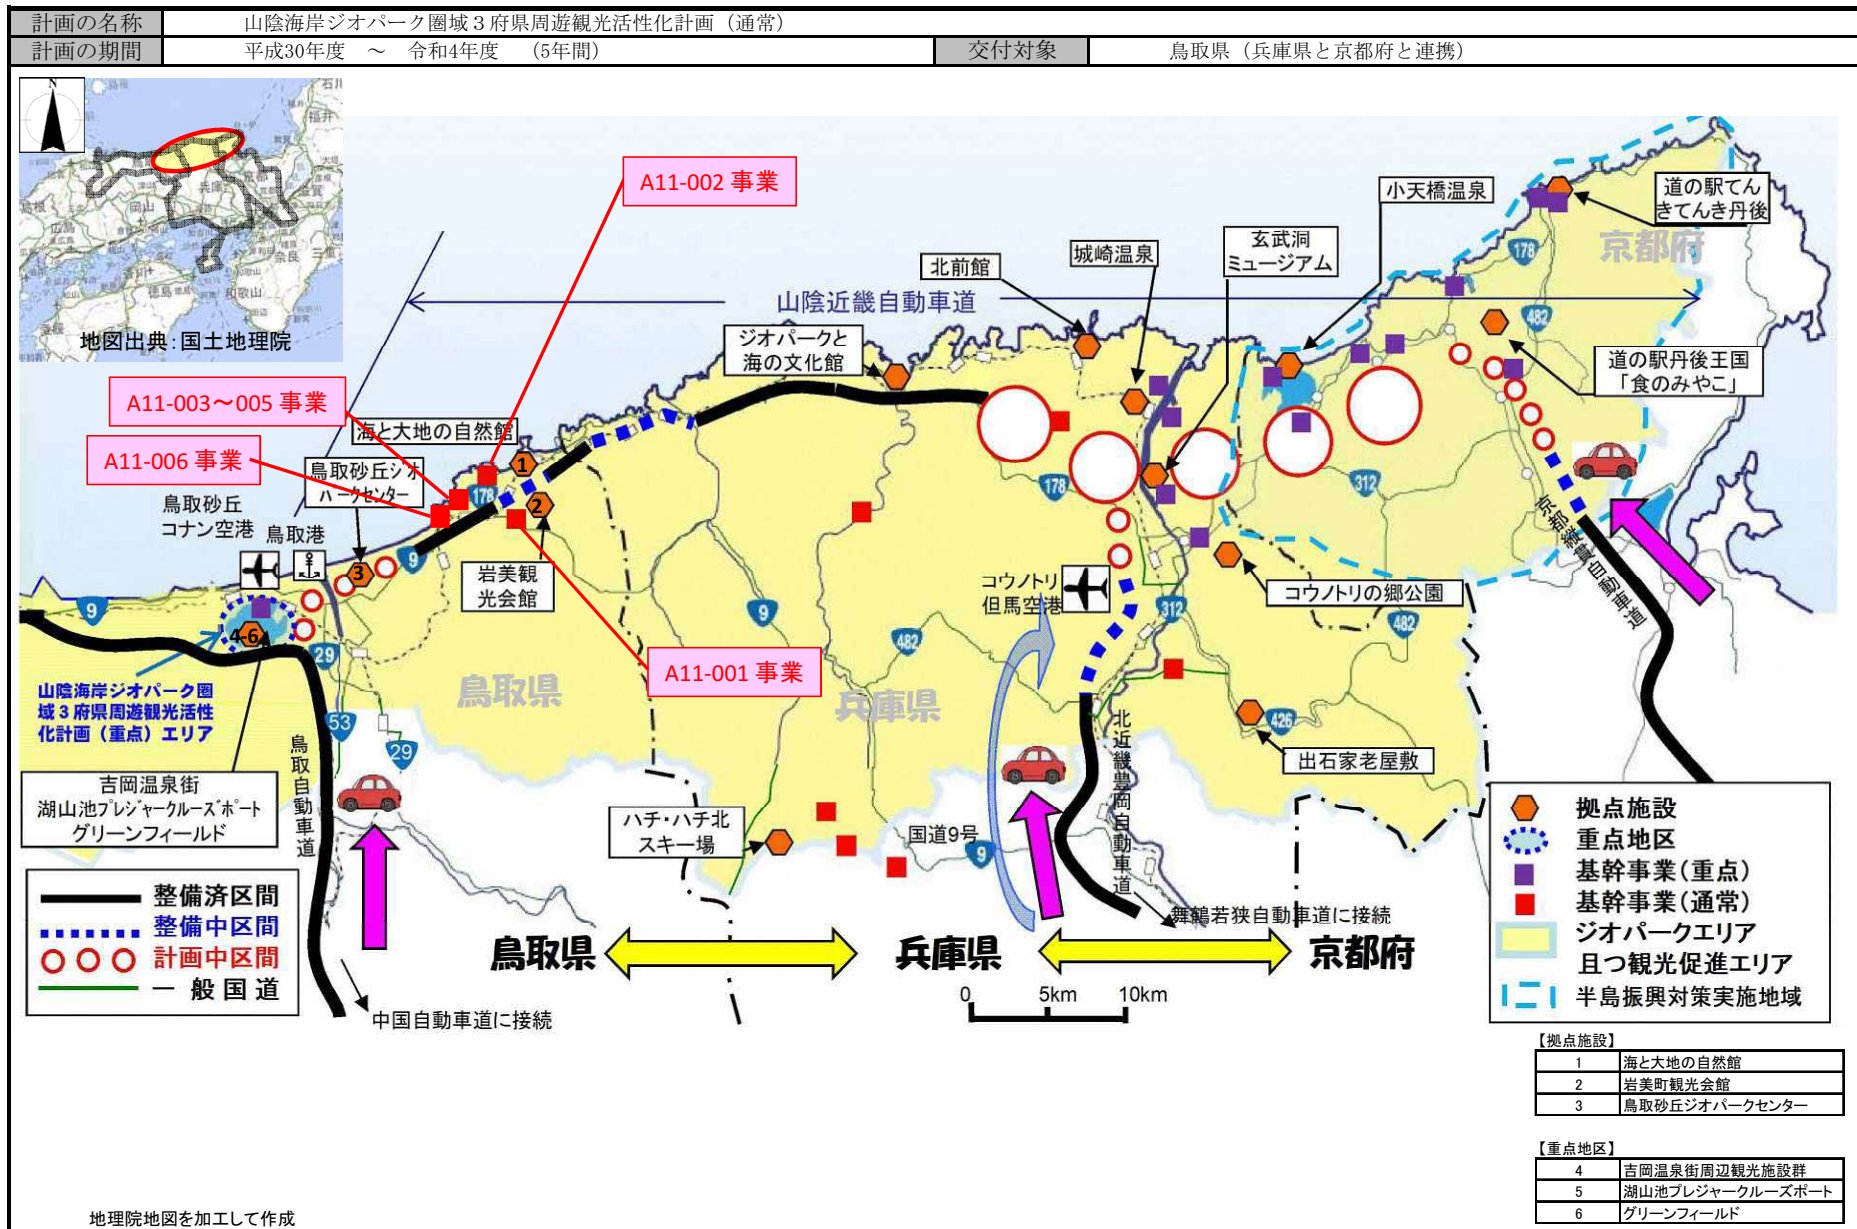 計画の名称
山陰海岸ジオパーク圏域３府県周遊観光活性化計画（通常）
計画の期間
平成30年度　～　令和4年度　（5年間）
交付対象
鳥取県（兵庫県と京都府と連携）
N
地図出典：国土地理院
A11-002 事業
A11-003～005 事業
A11-006 事業
A11-001 事業
山陰近畿自動車道
小天橋温泉
道の駅てん
きてんき丹後
京都府
玄武洞
ミュージアム
城崎温泉
北前館
ジオパークと
海の文化館
道の駅丹後王国
「食のみやこ」
海と大地の自然館
鳥取砂丘ジオ
パークセンター
鳥取砂丘
コナン空港
鳥取港
岩美観
光会館
コウノトリ
但馬空港
コウノトリの郷公園
京都縦貫自動車道
178
482
178
178
312
1
2
3
4-6
9
9
9
29
482
312
482
53
29
426
9
山陰海岸ジオパーク圏
域３府県周遊観光活性
化計画（重点）エリア
鳥取県
兵庫県
鳥取自動車道
北近畿豊岡自動車道
出石家老屋敷
吉岡温泉街
湖山池プレジャークルーズポート
グリーンフィールド
ハチ・ハチ北
スキー場
国道9号
舞鶴若狭自動車道に接続
中国自動車道に接続
整備済区間
整備中区間
計画中区間
一般国道
鳥取県
兵庫県
京都府
0
5km
10km
拠点施設
重点地区
基幹事業(重点)
基幹事業(通常)
ジオパークエリア
且つ観光促進エリア
半島振興対策実施地域
【拠点施設】
1 海と大地の自然館
2 岩美町観光会館
3 鳥取砂丘ジオパークセンター
【重点地区】
4 吉岡温泉街周辺観光施設群
5 湖山池プレジャークルーズポート
6 グリーンフィールド
地理院地図を加工して作成